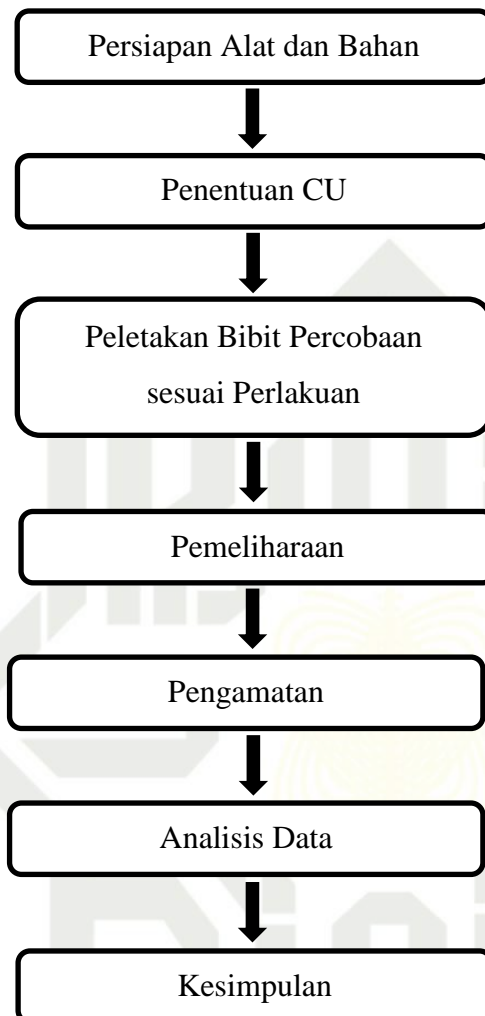 Persiapan Alat dan Bahan
Penentuan CU
Peletakan Bibit Percobaan
sesuai Perlakuan
Pemeliharaan
Pengamatan
Analisis Data
Kesimpulan